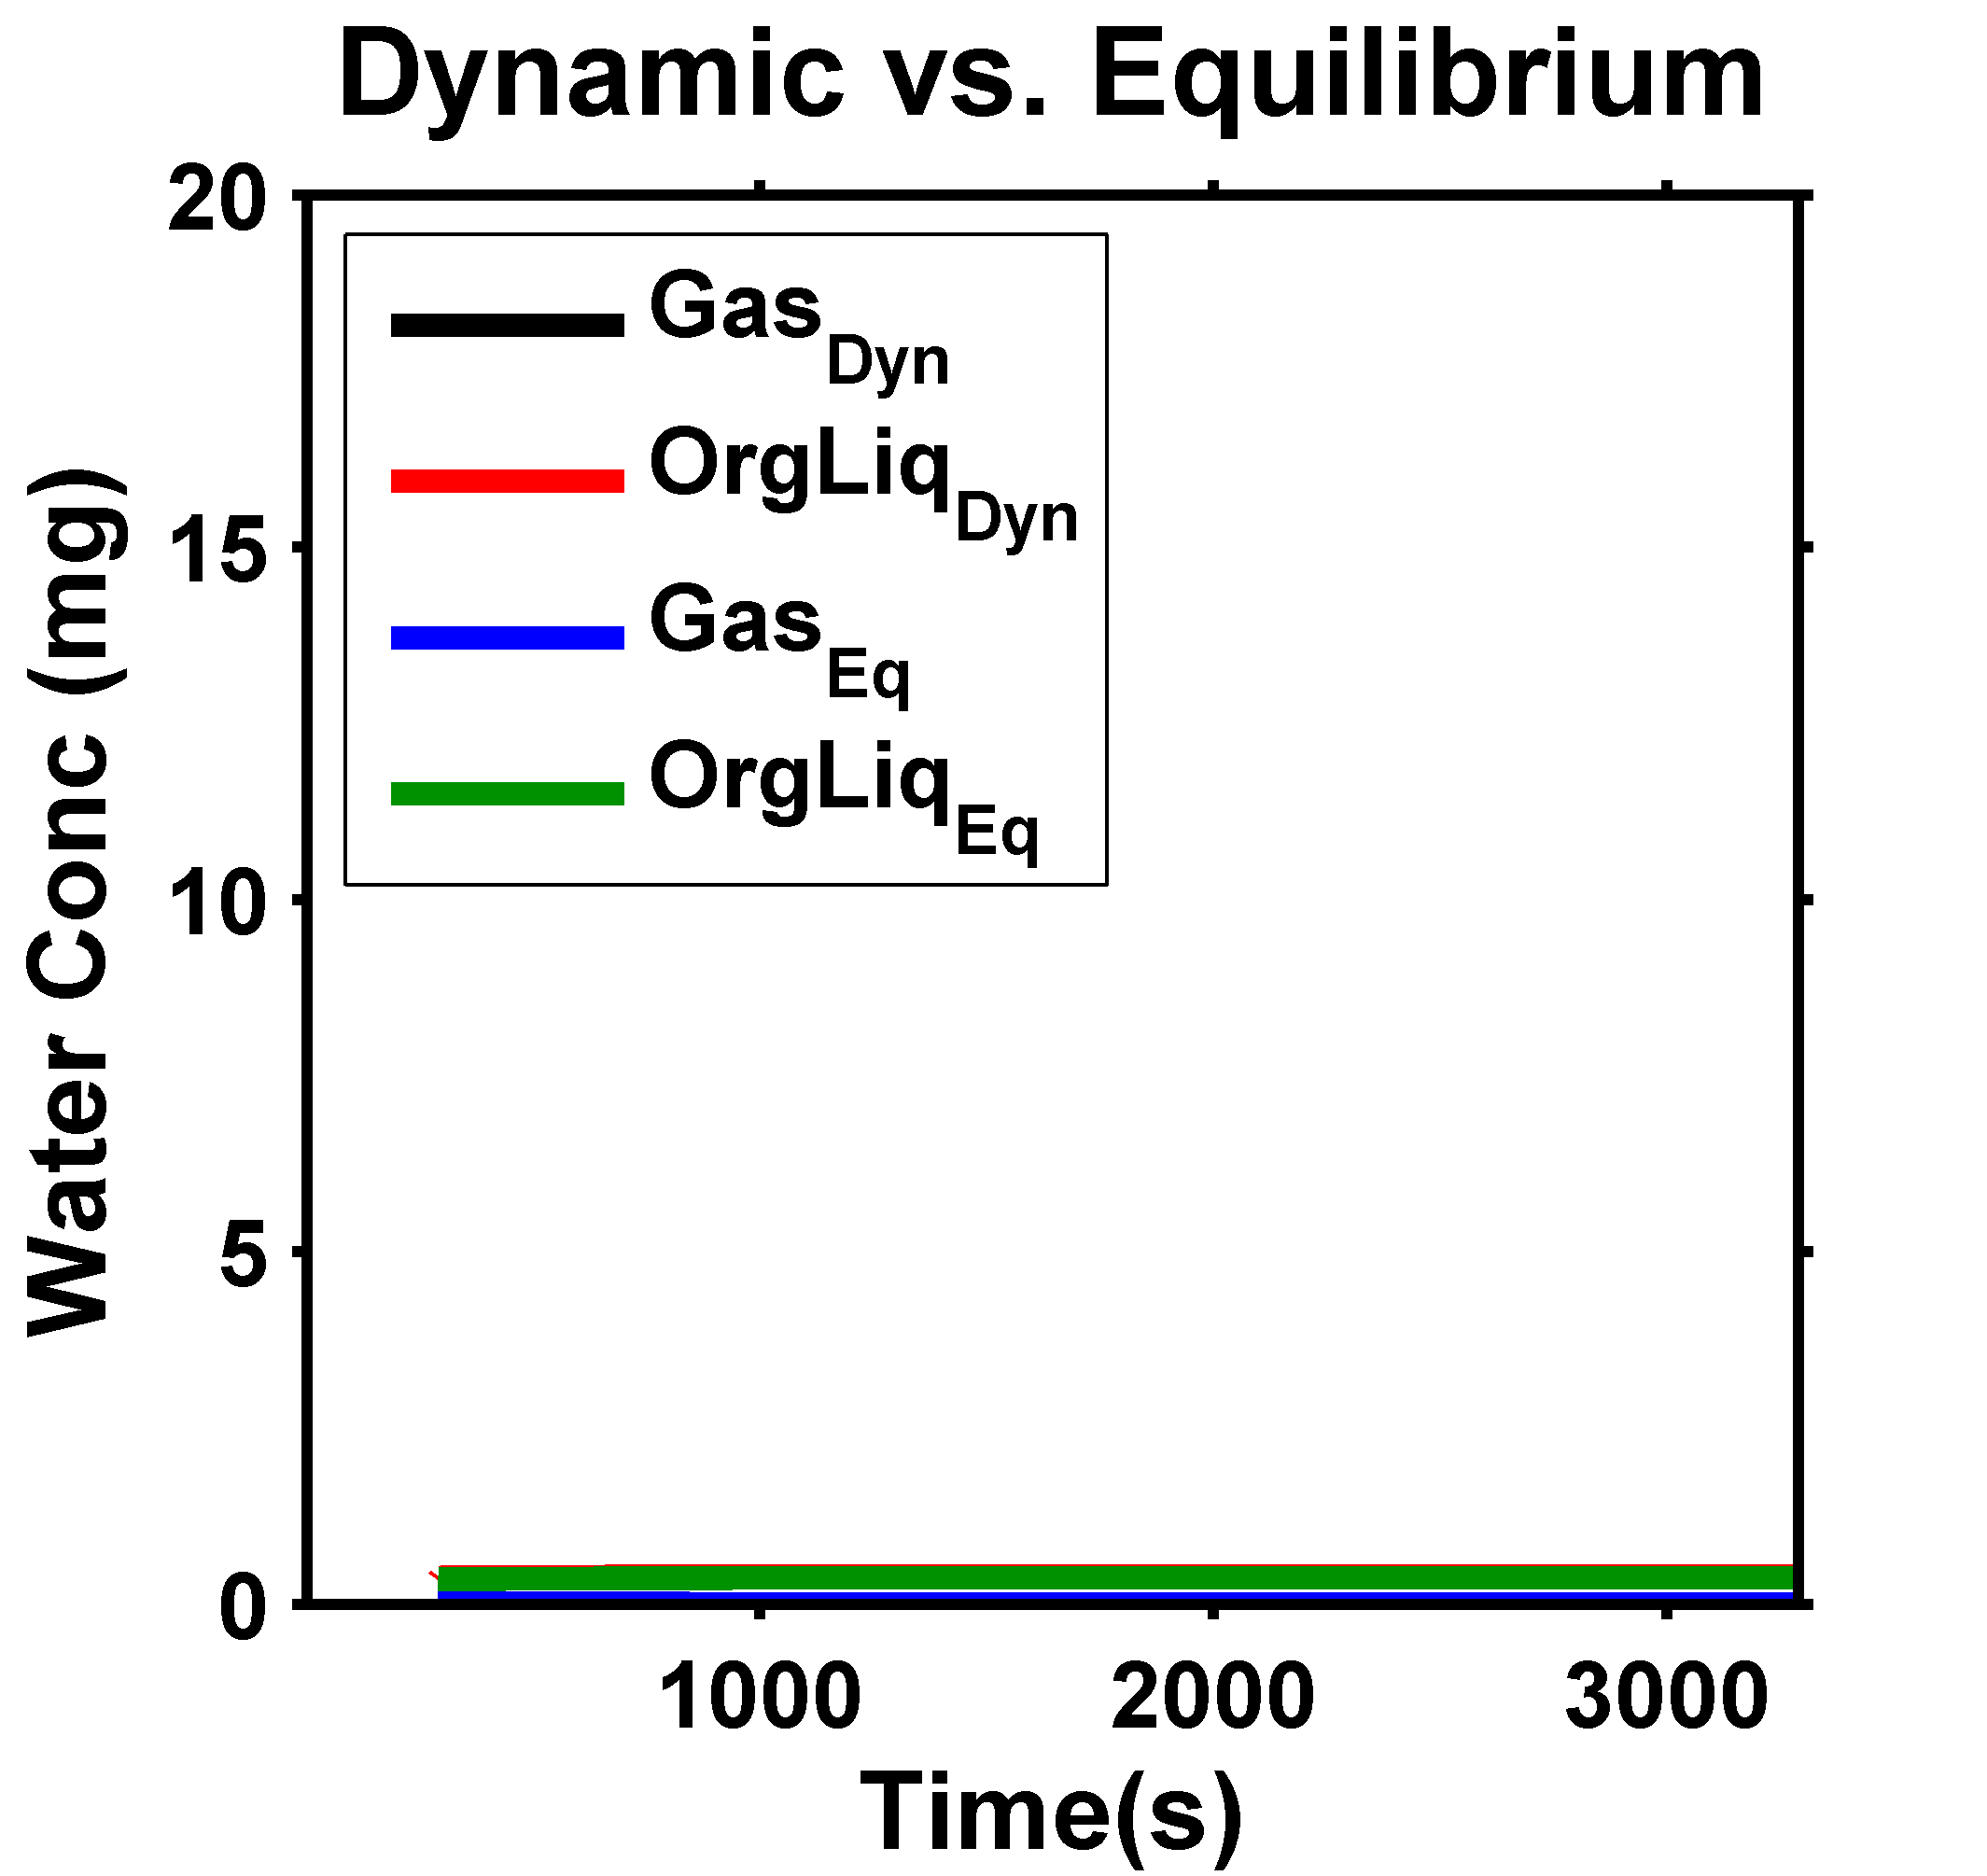 Dynamic vs. Equilibrium
20
15
10
5
0
Water Conc (mg)
Gas Dyn
OrgLiq Dyn
Gas Eq
OrgLiq Eq
1000 2000 3000
Time(s)